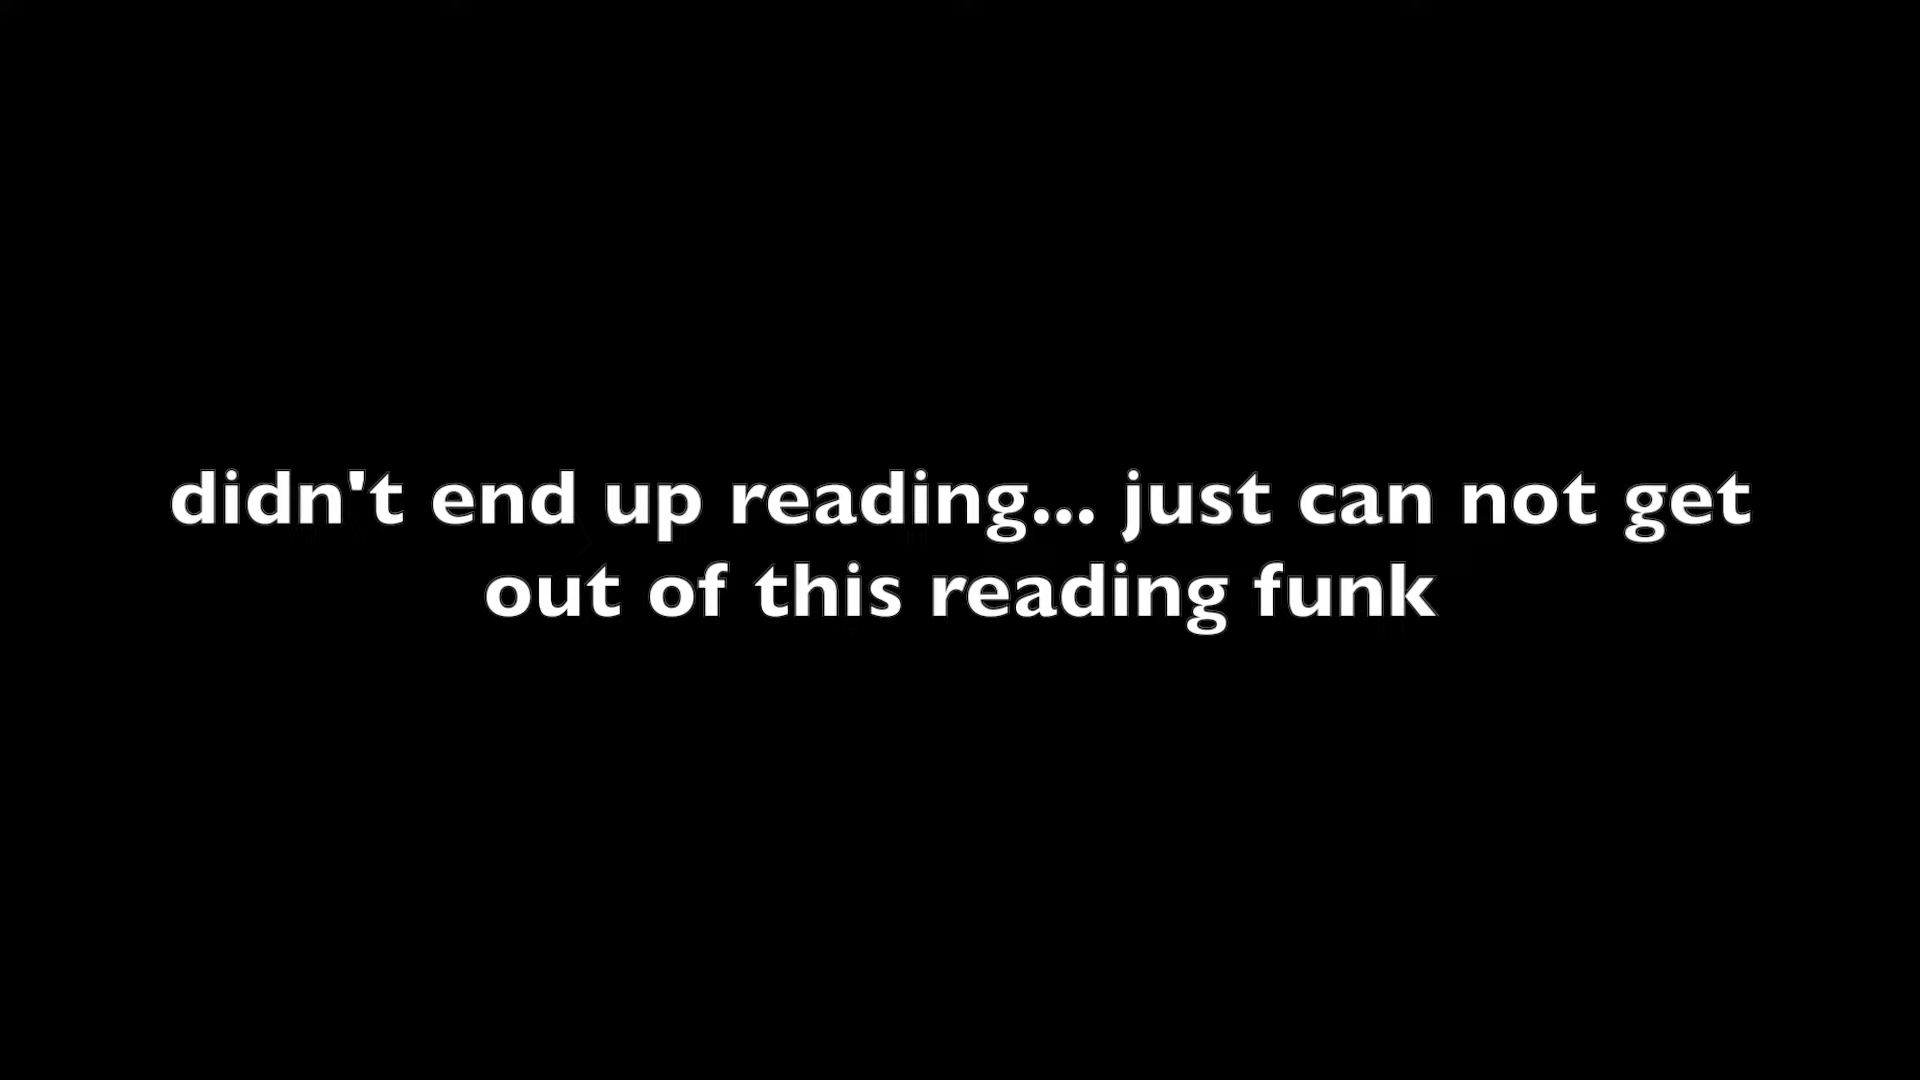 didn't end up reading... just can not get
out of this reading funk